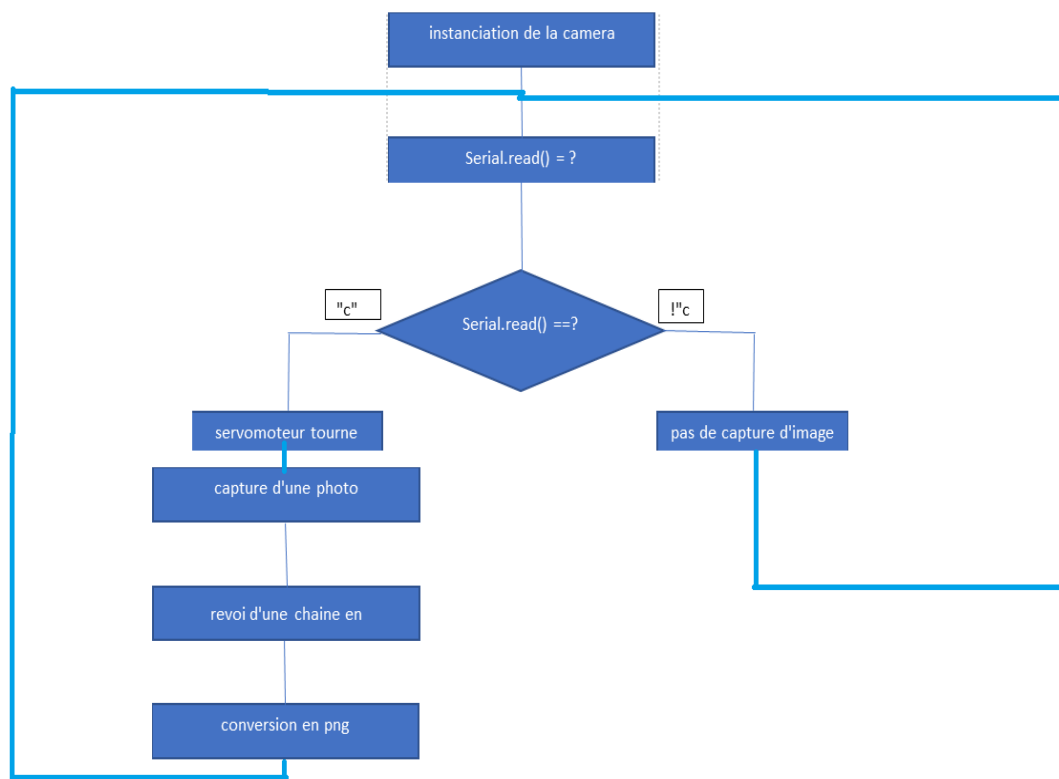 instanciation de la camera
Serial.read() = ?
"c"
!"c
Serial.read() ==?
servomoteur tourne
pas de capture d'image
capture d'une photo
revoi d'une chaine en
conversion en png